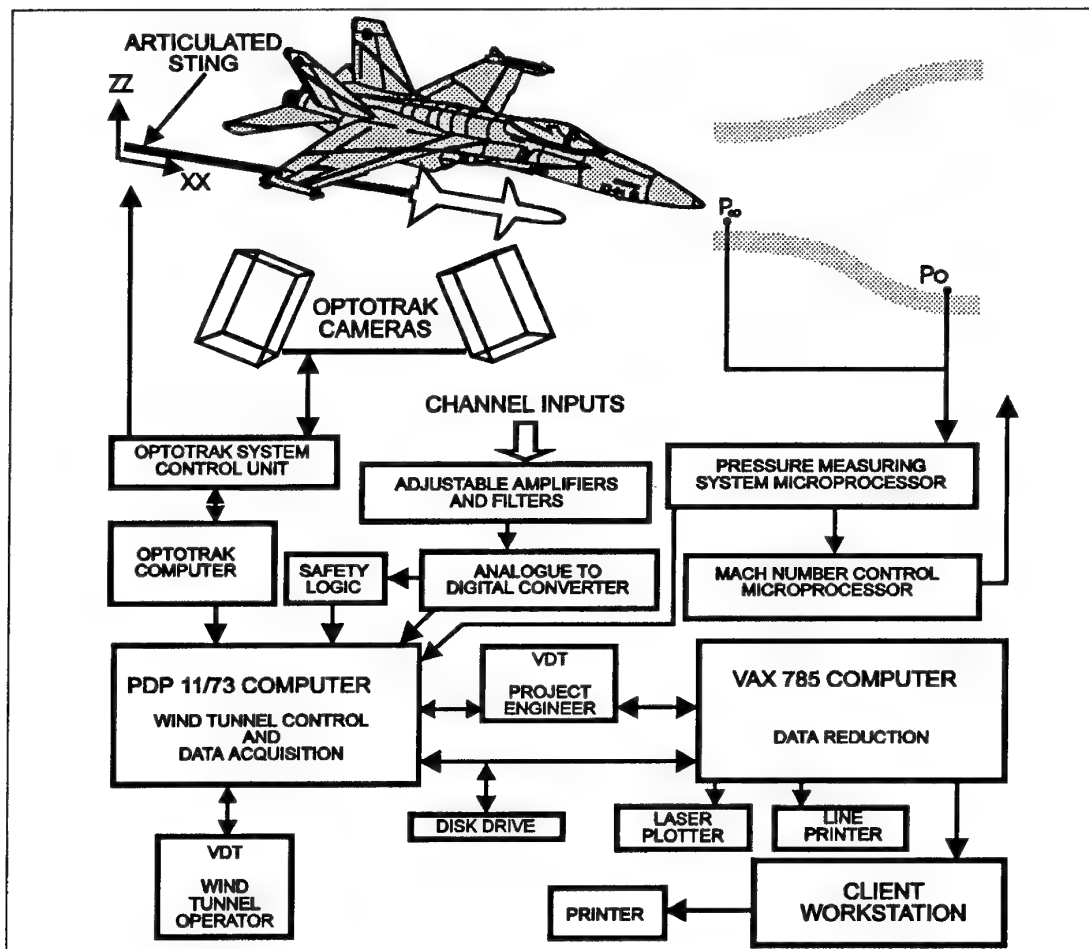 ARTICULATED
STING
ZZ
XX
P∞
Po
OPTOTRAK
CAMERAS
CHANNEL INPUTS
OPTOTRAK SYSTEM
CONTROL UNIT
ADJUSTABLE AMPLIFIERS
AND FILTERS
PRESSURE MEASURING
SYSTEM MICROPROCESSOR
OPTOTRAK
COMPUTER
SAFETY
LOGIC
ANALOGUE TO
DIGITAL CONVERTER
MACH NUMBER CONTROL
MICROPROCESSOR
PDP 11/73 COMPUTER
WIND TUNNEL CONTROL
AND
DATA ACQUISITION
VDT
PROJECT
ENGINEER
VAX 785 COMPUTER
DATA REDUCTION
DISK DRIVE
LASER
PLOTTER
LINE
PRINTER
VDT
WIND
TUNNEL
OPERATOR
PRINTER
CLIENT
WORKSTATION